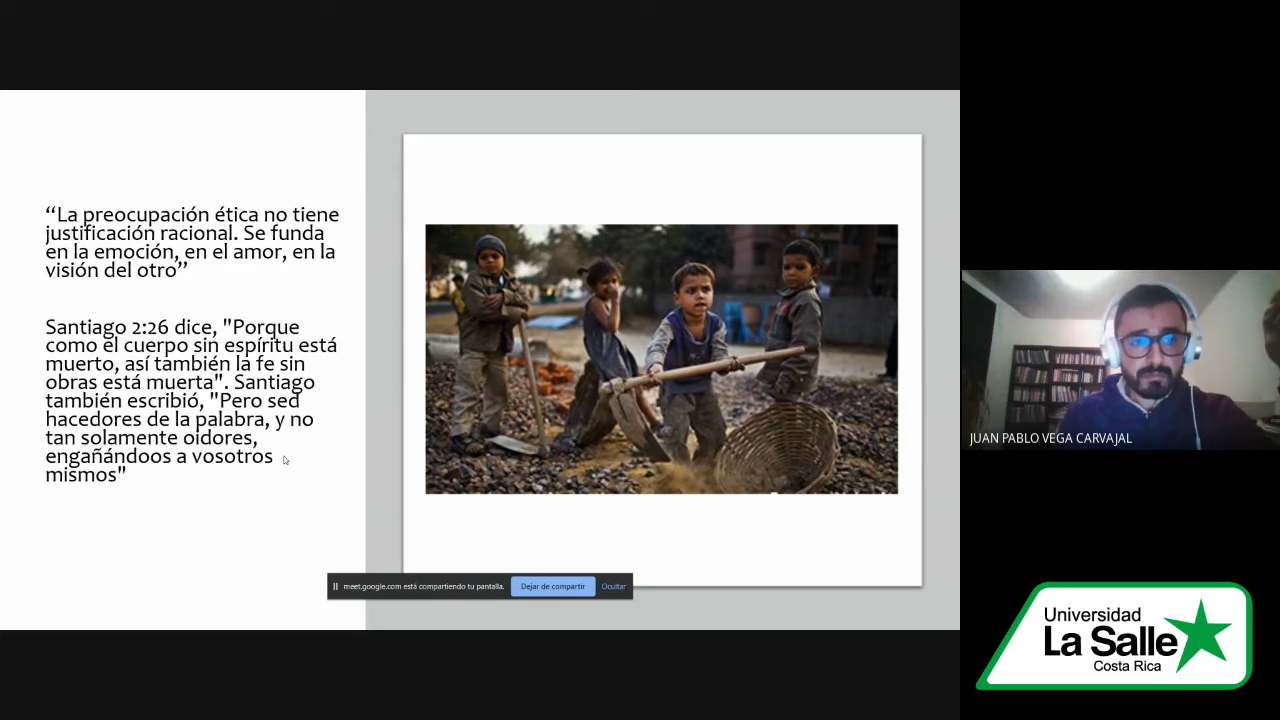 “La preocupación ética no tiene
justificación racional. Se funda
en la emoción, en el amor, en la
visión del otro”
Santiago 2:26 dice, "Porque
como el cuerpo sin espíritu está
muerto, así también la fe sin
obras está muerta". Santiago
también escribió, "Pero sed
hacedores de la palabra, y no
tan solamente oidores,
engañándoos a vosotros
mismos"
meet.google.com está compartiendo tu pantalla.
Dejar de compartir
Ocultar
JUAN PABLO VEGA CARVAJAL
Universidad
La Salle
Costa Rica